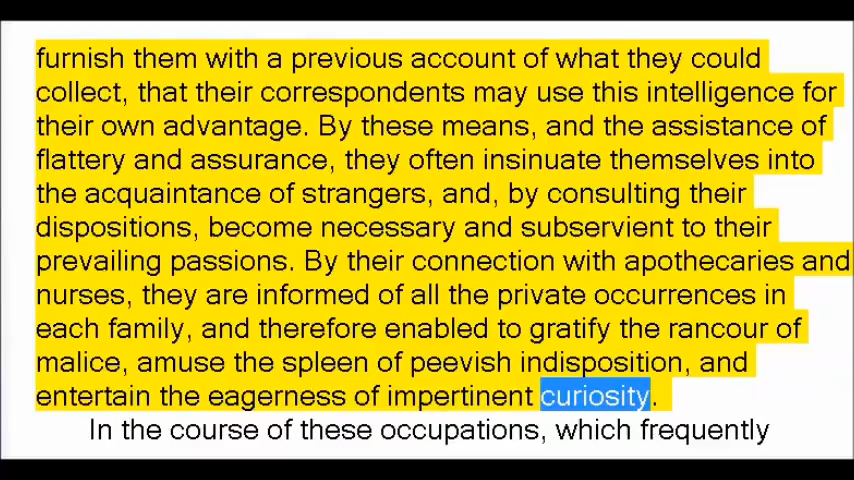 furnish them with a previous account of what they could
collect, that their correspondents may use this intelligence for
their own advantage. By these means, and the assistance of
flattery and assurance, they often insinuate themselves into
the acquaintance of strangers, and, by consulting their
dispositions, become necessary and subservient to their
prevailing passions. By their connection with apothecaries and
nurses, they are informed of all the private occurrences in
each family, and therefore enabled to gratify the rancour of
malice, amuse the spleen of peevish indisposition, and
entertain the eagerness of impertinent curiosity.
In the course of these occupations, which frequently